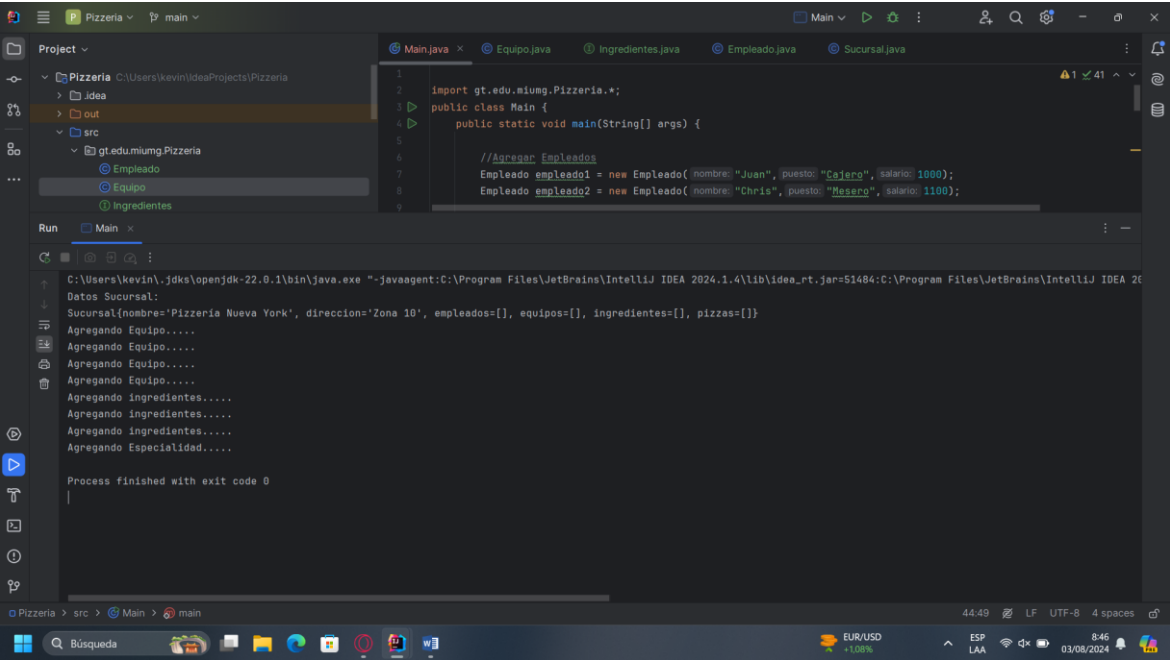 P Pizzeria main Main
Project
Main.java Equipo.java Ingredientes.java Empleado.java Sucursal.java
Pizzeria C:\Users\kevin\IdeaProjects\Pizzeria
.idea
out
src
gt.edu.miumg.Pizzeria
Empleado
Equipo
Ingredientes
1 41
1
2 import gt.edu.miumg.Pizzeria.*;
3 public class Main {
4 public static void main(String[] args) {
5
6 //Agregar Empleados
7 Empleado empleado1 = new Empleado( nombre: "Juan", puesto: "Cajero", salario: 1000);
8 Empleado empleado2 = new Empleado( nombre: "Chris", puesto: "Mesero", salario: 1100);
9
Run Main
C:\Users\kevin\.jdks\openjdk-22.0.1\bin\java.exe "-javaagent:C:\Program Files\JetBrains\IntelliJ IDEA 2024.1.4\lib\idea_rt.jar=51484:C:\Program Files\JetBrains\IntelliJ IDEA 20
Datos Sucursal:
Sucursal{nombre='Pizzeria Nueva York', direccion='Zona 10', empleados=[], equipos=[], ingredientes=[], pizzas=[]}
Agregando Equipo.....
Agregando Equipo.....
Agregando Equipo.....
Agregando Equipo.....
Agregando ingredientes.....
Agregando ingredientes.....
Agregando ingredientes.....
Agregando Especialidad.....
Process finished with exit code 0
Pizzeria > src > Main > main 44:49 LF UTF-8 4 spaces
Búsqueda
EUR/USD
+1,08%
ESP
LAA
8:46
03/08/2024